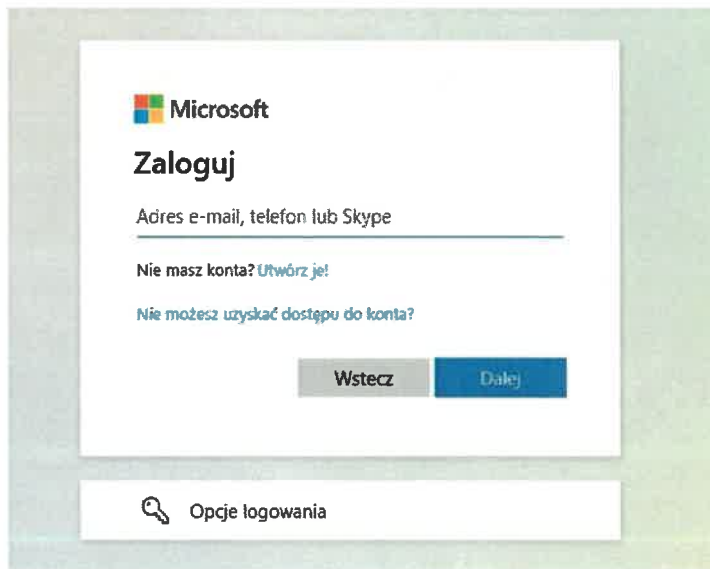 Microsoft
Zaloguj
Adres e-mail, telefon lub Skype
Nie masz konta? Utwórz je!
Nie możesz uzyskać dostępu do konta?
Wstecz Dalej
Opcje logowania